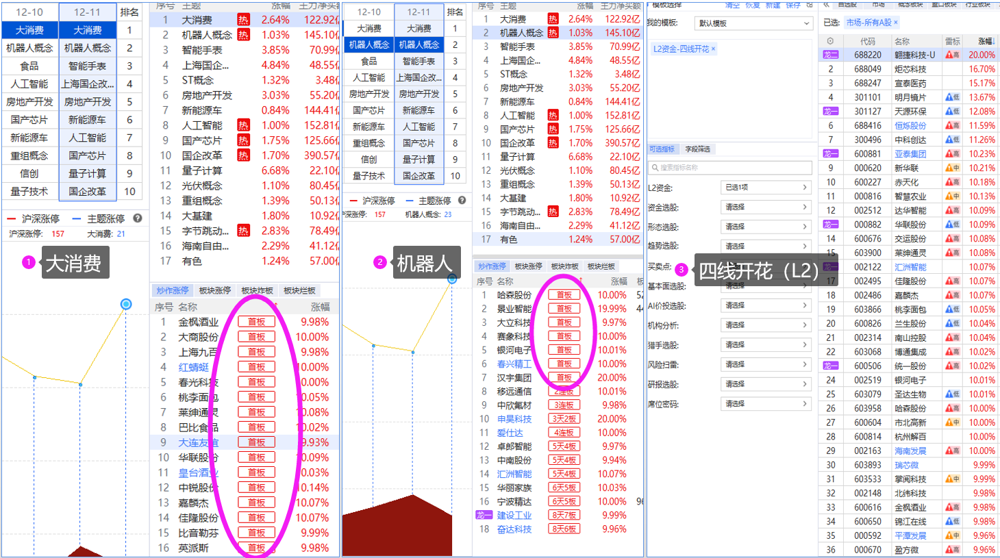 12-10 12-11 排名
大消费 大消费 1
机器人概念 机器人概念 2
食品 智能手表 3
人工智能 上海国企改... 4
房地产开发 房地产开发 5
国产芯片 新能源车 6
新能源车 人工智能 7
重组概念 国产芯片 8
信创 量子计算 9
量子技术 国企改革 10
沪深涨停 主题涨停 ?
沪深涨停: 157 大消费: 21
1 大消费
序号 主题 涨幅 主力净买额
1 大消费 热 2.64% 122.92亿
2 机器人概念 热 1.03% 145.10亿
3 智能手表 3.85% 70.99亿
4 上海国企... 4.84% 48.55亿
5 ST概念 1.32% 3.48亿
6 房地产开发 3.03% 55.20亿
7 新能源车 0.84% 144.41亿
8 人工智能 热 1.00% 152.81亿
9 国产芯片 热 1.75% 125.66亿
10 国企改革 热 1.70% 390.57亿
11 量子计算 6.68% 22.10亿
12 光伏概念 1.10% 80.45亿
13 重组概念 1.39% 50.13亿
14 大基建 1.80% 10.92亿
15 字节跳动... 热 2.83% 78.49亿
16 海南自由... 2.29% 41.12亿
17 有色 1.24% 57.00亿
炒作涨停 板块涨停 板块炸板 板块烂板
序号 名称 涨幅
1 金枫酒业 首板 9.98%
2 大商股份 首板 10.00%
3 上海九百 首板 9.98%
4 红蜻蜓 首板 10.00%
5 春光科技 首板 10.00%
6 桃李面包 首板 10.05%
7 莱绅通灵 首板 10.08%
8 巴比食品 首板 10.02%
9 大连友谊 首板 9.93%
10 华联股份 首板 10.09%
11 皇台酒业 首板 10.03%
12 中锐股份 首板 10.14%
13 嘉麟杰 首板 10.07%
14 佳隆股份 首板 10.07%
15 比音勒芬 首板 9.99%
16 英派斯 首板 9.98%
12-10 12-11 排名
大消费 大消费 1
机器人概念 机器人概念 2
食品 智能手表 3
人工智能 上海国企改... 4
房地产开发 房地产开发 5
国产芯片 新能源车 6
新能源车 人工智能 7
重组概念 国产芯片 8
信创 量子计算 9
量子技术 国企改革 10
沪深涨停 主题涨停 ?
沪深涨停: 157 机器人概念: 23
2 机器人
序号 主题 涨幅 主力净买额
1 大消费 热 2.64% 122.92亿
2 机器人概念 热 1.03% 145.10亿
3 智能手表 3.85% 70.99亿
4 上海国企... 4.84% 48.55亿
5 ST概念 1.32% 3.48亿
6 房地产开发 3.03% 55.20亿
7 新能源车 0.84% 144.41亿
8 人工智能 热 1.00% 152.81亿
9 国产芯片 热 1.75% 125.66亿
10 国企改革 热 1.70% 390.57亿
11 量子计算 6.68% 22.10亿
12 光伏概念 1.10% 80.45亿
13 重组概念 1.39% 50.13亿
14 大基建 1.80% 10.92亿
15 字节跳动... 热 2.83% 78.49亿
16 海南自由... 2.29% 41.12亿
17 有色 1.24% 57.00亿
炒作涨停 板块涨停 板块炸板 板块烂板
序号 名称 涨幅
1 哈森股份 首板 10.00%
2 景业智能 首板 19.99%
3 大立科技 首板 9.97%
4 赛象科技 首板 10.00%
5 银河电子 首板 10.01%
6 春兴精工 首板 10.00%
7 汉宇集团 首板 20.00%
8 移远通信 2连板 10.01%
9 中欣氟材 3连板 9.98%
10 申昊科技 3天2板 20.00%
11 爱仕达 4连板 10.00%
12 卓郎智能 5天4板 9.97%
13 中南股份 5天4板 9.94%
14 汇洲智能 5天4板 10.07%
15 华丽家族 6天5板 10.03%
16 宁波精达 6天5板 10.00%
龙一 建设工业 8天7板 9.99%
18 奋达科技 8天6板 9.96%
模板选择 清空 恢复 新建 保存
我的模板: 默认模板
L2资金-四线开花 ×
可选指标 字段筛选
搜索指标名称
L2资金: 已选1项
资金选股: 请选择
形态选股: 请选择
趋势选股: 请选择
买卖点:
3 四线开花（L2）
基本面选股: 请选择
AI价投选股: 请选择
机构分析: 请选择
猎手选股: 请选择
风险扫雷: 请选择
研报选股: 请选择
席位密码: 请选择
自选股 市场 概念板块 盘口板块 行业板块
已选: 市场-所有A股 ×
代码 名称 雷标 涨幅↓
龙一 688220 翱捷科技-U 高 20.00%
2 688049 炬芯科技 16.70%
3 688247 宣泰医药 15.17%
4 301101 明月镜片 低 13.67%
龙一 301127 天源环保 低 12.08%
6 688416 恒烁股份 高 11.59%
7 300496 中科创达 低 11.26%
龙一 600881 亚泰集团 高 10.23%
9 000620 新华联 中 10.21%
10 600227 赤天化 高 10.18%
11 000816 智慧农业 中 10.13%
12 002512 达华智能 高 10.09%
龙一 000882 华联股份 低 10.09%
14 600676 交运股份 高 10.08%
15 603900 莱绅通灵 高 10.08%
002122 汇洲智能 10.07%
17 002495 佳隆股份 高 10.07%
18 002486 嘉麟杰 高 10.07%
19 603866 桃李面包 低 10.05%
20 600826 兰生股份 低 10.04%
21 002314 南山控股 高 10.04%
22 603068 博通集成 高 10.02%
龙一 600506 统一股份 高 10.02%
24 002519 银河电子 10.01%
25 603079 圣达生物 低 10.01%
26 603958 哈森股份 高 10.00%
27 600604 市北高新 中 10.00%
28 600814 杭州解百 10.00%
29 002163 海南发展 高 10.00%
30 603893 瑞芯微 9.99%
31 603533 掌阅科技 中 9.99%
32 002148 北纬科技 9.98%
33 600616 金枫酒业 高 9.98%
34 600650 锦江在线 低 9.98%
35 000592 平潭发展 中 9.96%
36 000670 盈方微 高 9.96%